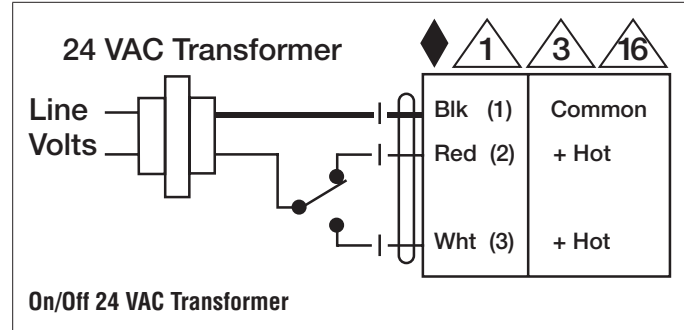 24 VAC Transformer
1 3 16
Line
Volts
Blk (1) Common
Red (2) + Hot
Wht (3) + Hot
On/Off 24 VAC Transformer